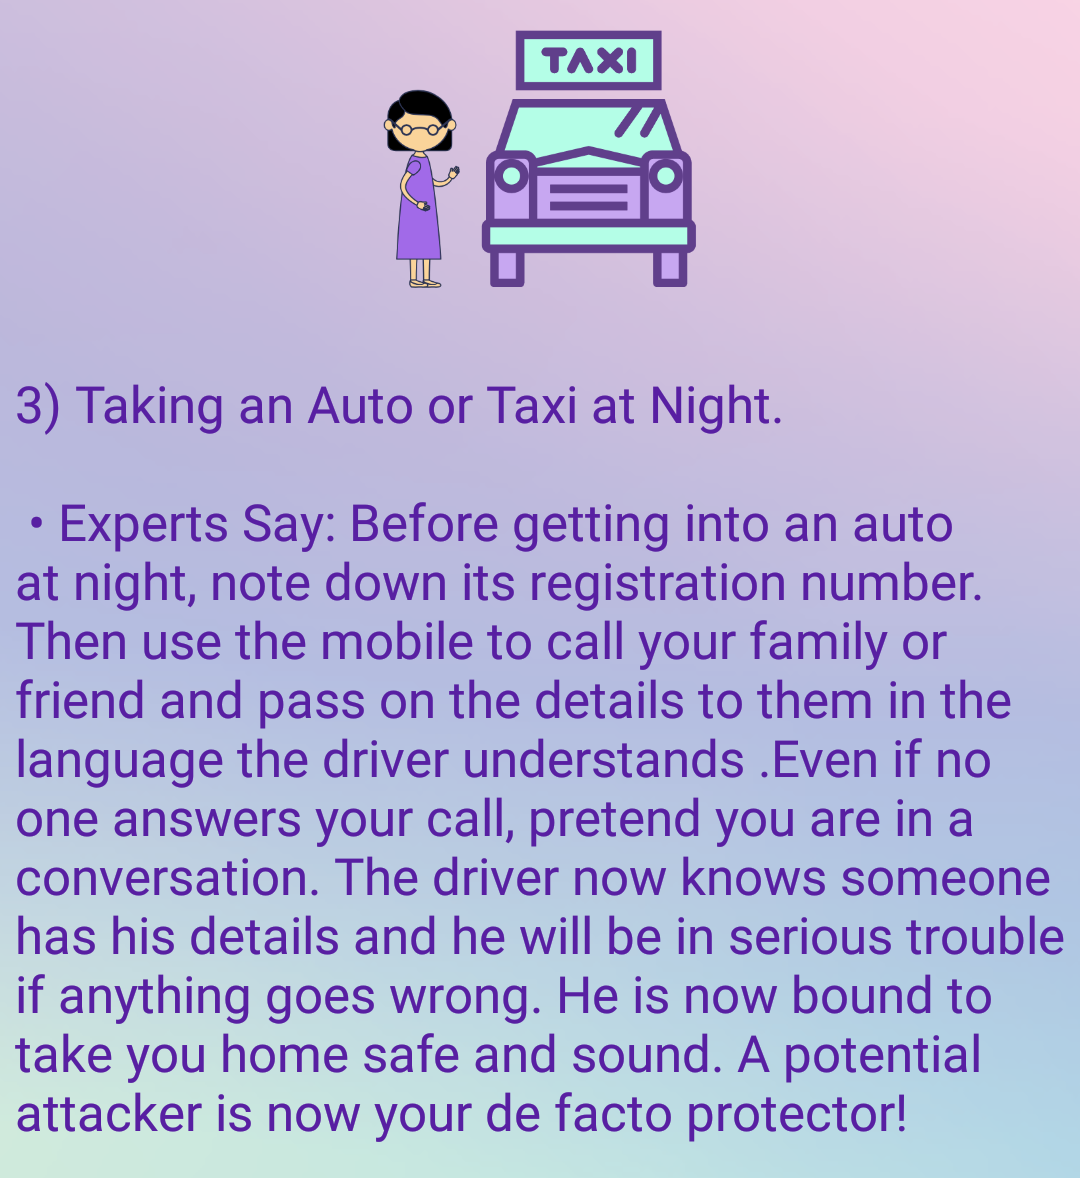 TAXI
3) Taking an Auto or Taxi at Night.
• Experts Say: Before getting into an auto
at night, note down its registration number.
Then use the mobile to call your family or
friend and pass on the details to them in the
language the driver understands .Even if no
one answers your call, pretend you are in a
conversation. The driver now knows someone
has his details and he will be in serious trouble
if anything goes wrong. He is now bound to
take you home safe and sound. A potential
attacker is now your de facto protector!